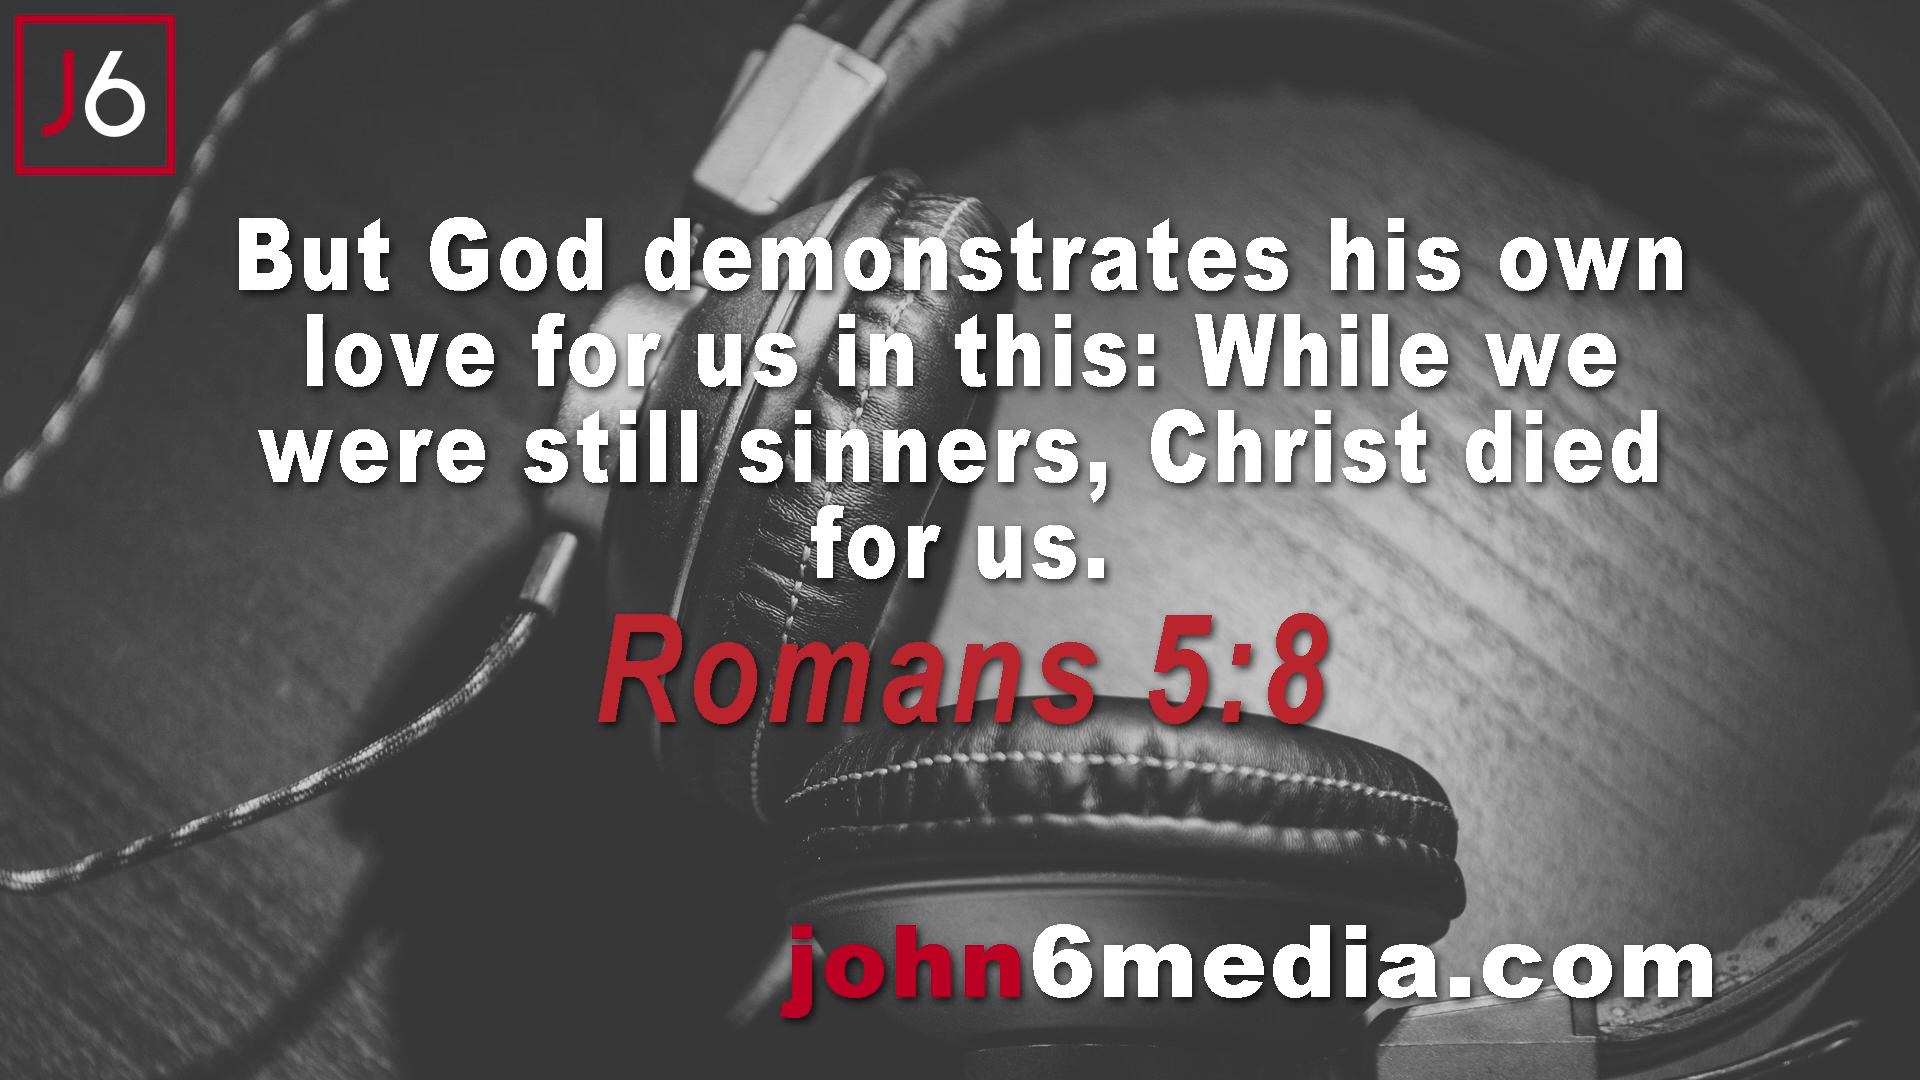 J6
But God demonstrates his own
love for us in this: While we
were still sinners, Christ died
for us.
Romans 5:8
john6media.com